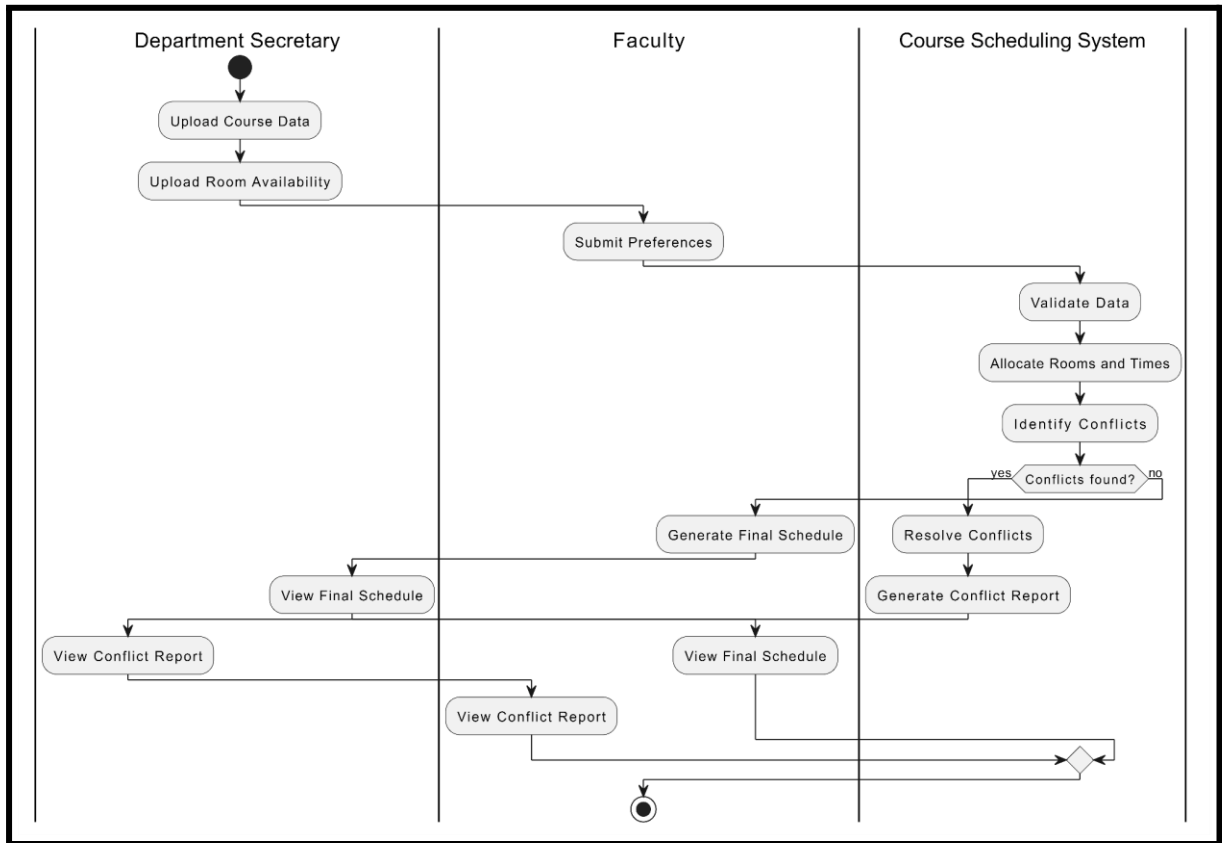 Department Secretary
Faculty
Course Scheduling System
Upload Course Data
Upload Room Availability
Submit Preferences
Validate Data
Allocate Rooms and Times
Identify Conflicts
yes
Conflicts found?
no
Generate Final Schedule
Resolve Conflicts
View Final Schedule
Generate Conflict Report
View Conflict Report
View Final Schedule
View Conflict Report